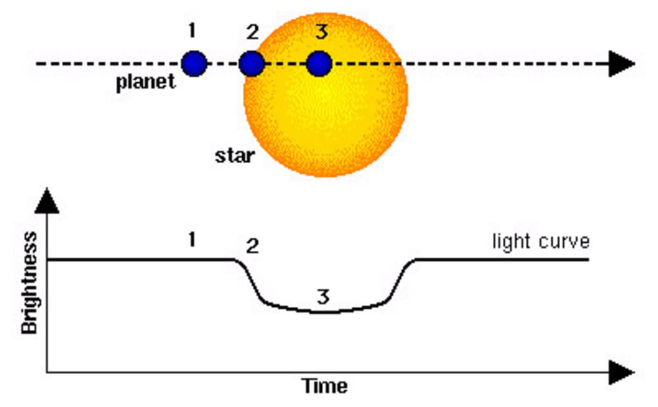 1 2 3
planet
star
1 2 light curve
3
Brightness
Time